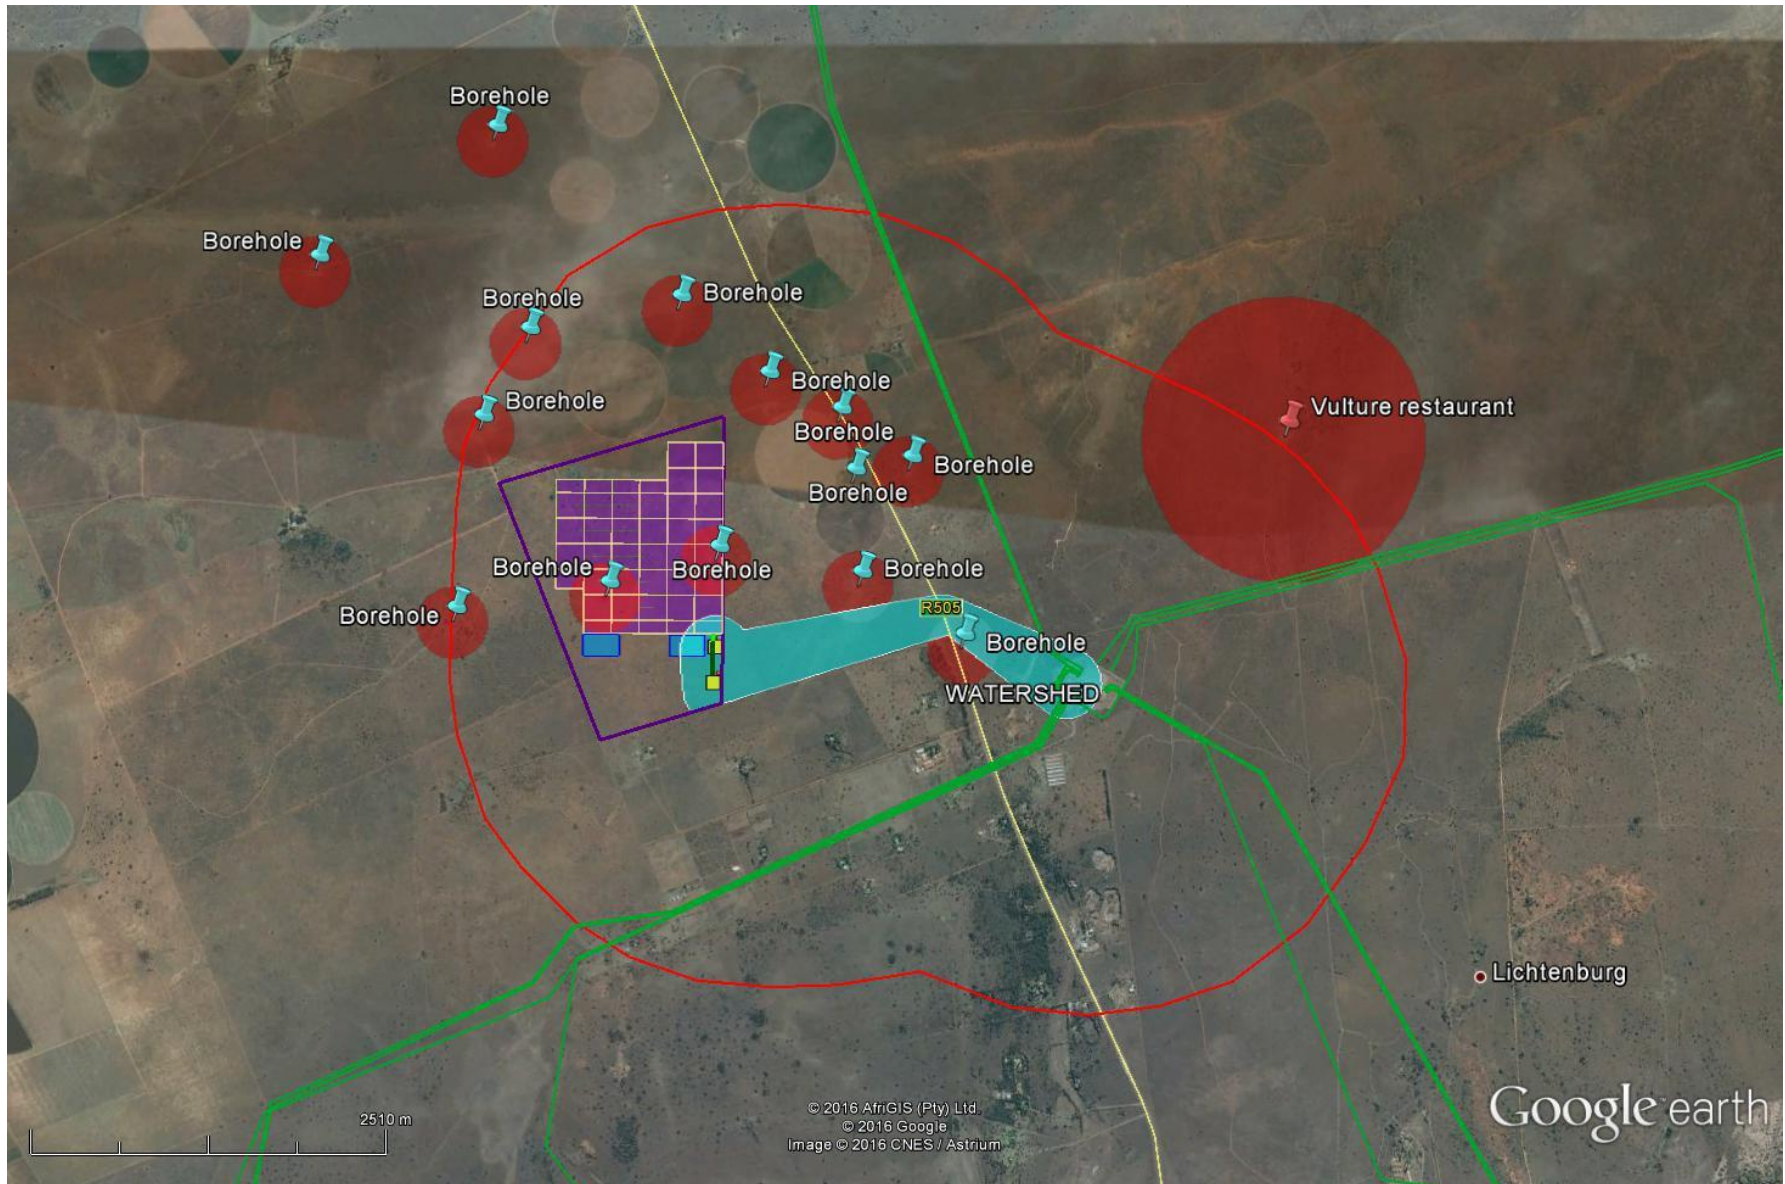 Borehole
Borehole
Borehole
Borehole
Borehole
Borehole
Vulture restaurant
Borehole
Borehole
Borehole
Borehole
Borehole
Borehole
Borehole
R505
Borehole
Borehole
WATERSHED
Lichtenburg
Google earth
2510 m
© 2016 AfriGIS (Pty) Ltd.
© 2016 Google
Image © 2016 CNES / Astrium